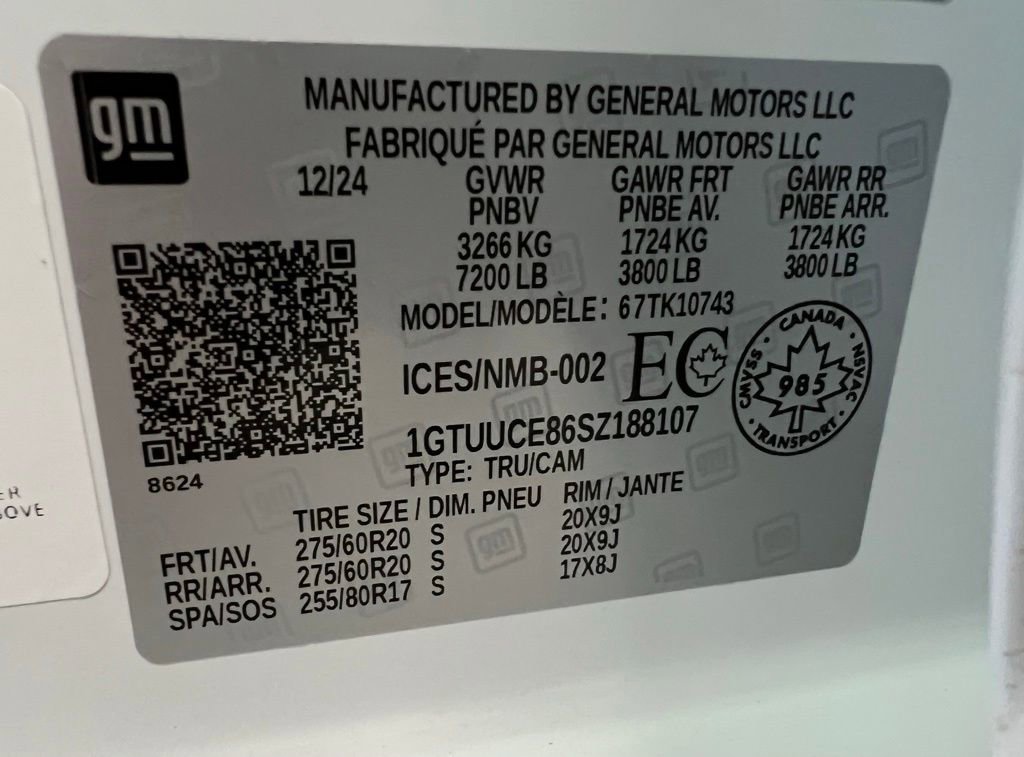 gm
MANUFACTURED BY GENERAL MOTORS LLC
FABRIQUÉ PAR GENERAL MOTORS LLC
12/24 GVWR GAWR FRT GAWR RR
PNBV PNBE AV. PNBE ARR.
3266 KG 1724 KG 1724 KG
7200 LB 3800 LB 3800 LB
MODEL/MODÈLE: 67TK10743
ICES/NMB-002 EC
CANADA
CMVSS 985 NSVAC
TRANSPORT
1GTUUCE86SZ188107
8624 TYPE: TRU/CAM
TIRE SIZE / DIM. PNEU RIM / JANTE
FRT/AV. 275/60R20 S 20X9J
RR/ARR. 275/60R20 S 20X9J
SPA/SOS 255/80R17 S 17X8J